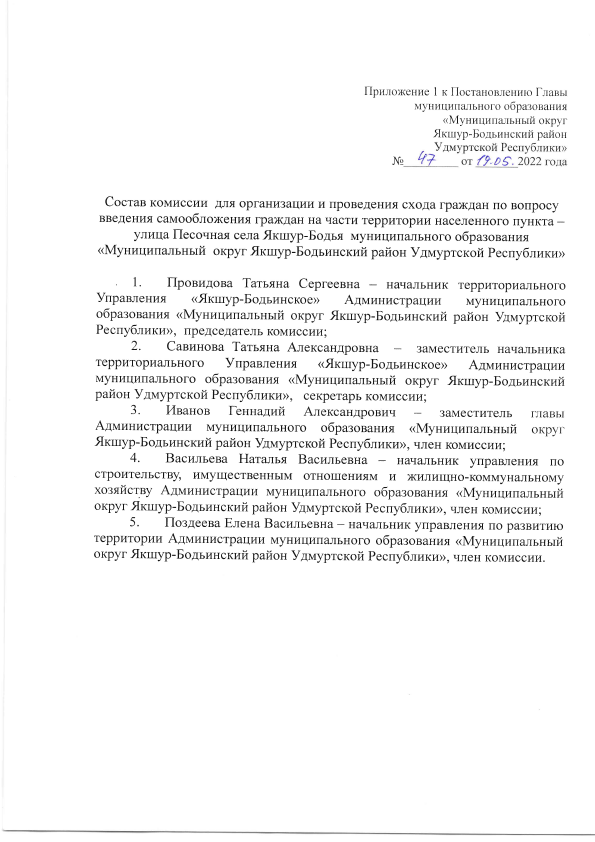 Приложение 1 к Постановлению Главы
муниципального образования
«Муниципальный округ
Якшур-Бодьинский район
Удмуртской Республики»
№ 47 от 19.05. 2022 года
Состав комиссии для организации и проведения схода граждан по вопросу
введения самообложения граждан на части территории населенного пункта –
улица Песочная села Якшур-Бодья муниципального образования
«Муниципальный округ Якшур-Бодьинский район Удмуртской Республики»
1. Провидова Татьяна Сергеевна – начальник территориального
Управления «Якшур-Бодьинское» Администрации муниципального
образования «Муниципальный округ Якшур-Бодьинский район Удмуртской
Республики», председатель комиссии;
2. Савинова Татьяна Александровна – заместитель начальника
территориального Управления «Якшур-Бодьинское» Администрации
муниципального образования «Муниципальный округ Якшур-Бодьинский
район Удмуртской Республики», секретарь комиссии;
3. Иванов Геннадий Александрович – заместитель главы
Администрации муниципального образования «Муниципальный округ
Якшур-Бодьинский район Удмуртской Республики», член комиссии;
4. Васильева Наталья Васильевна – начальник управления по
строительству, имущественным отношениям и жилищно-коммунальному
хозяйству Администрации муниципального образования «Муниципальный
округ Якшур-Бодьинский район Удмуртской Республики», член комиссии;
5. Поздеева Елена Васильевна – начальник управления по развитию
территории Администрации муниципального образования «Муниципальный
округ Якшур-Бодьинский район Удмуртской Республики», член комиссии.